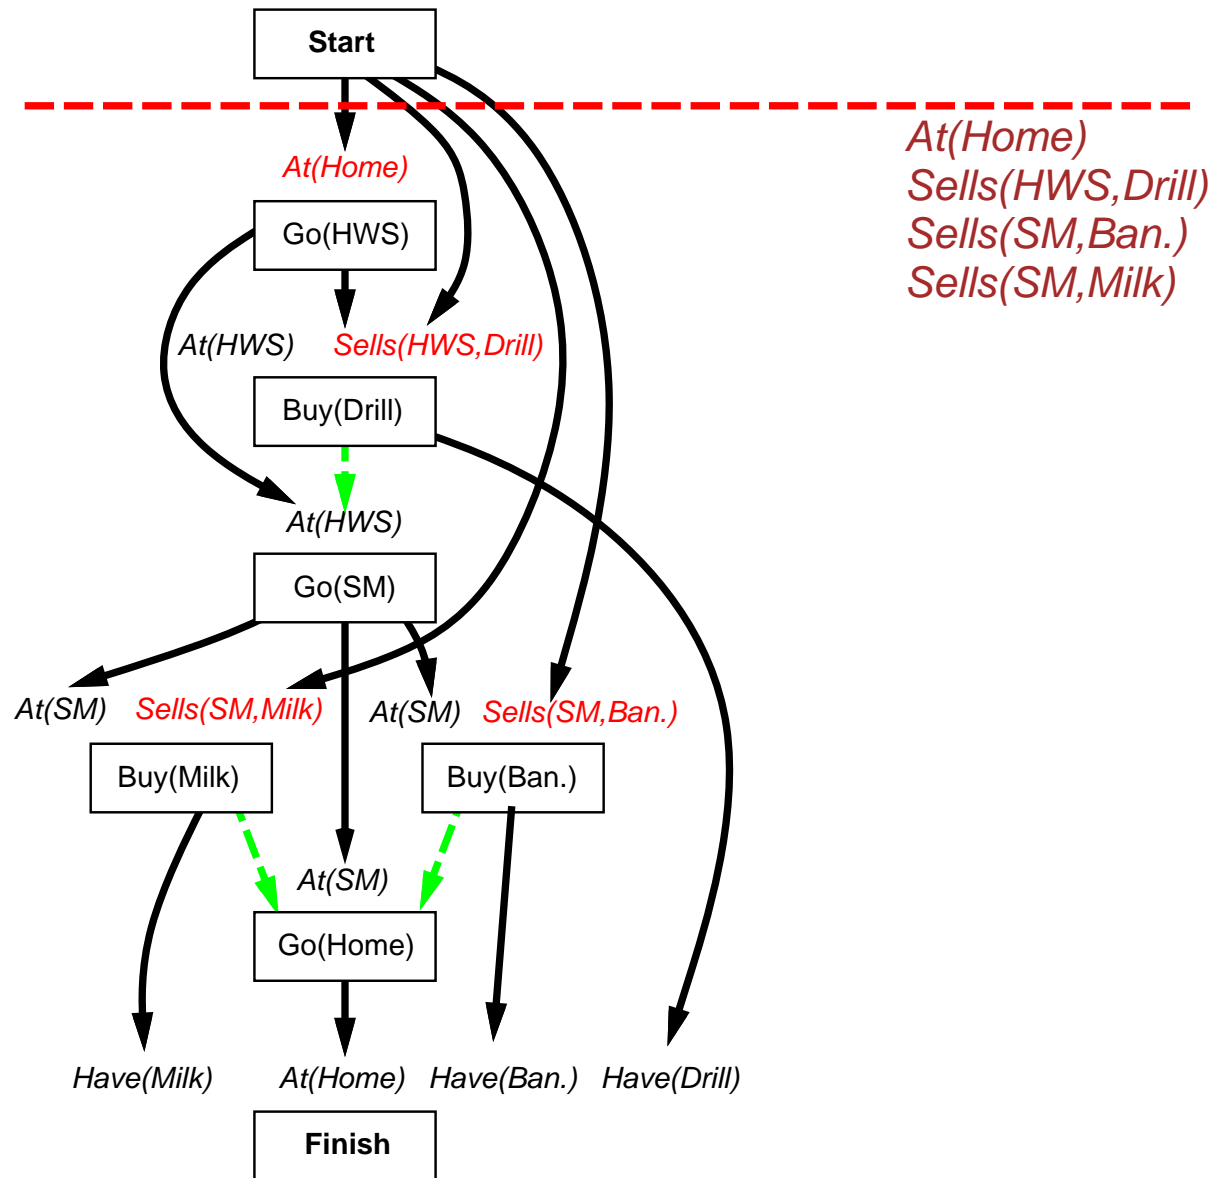 Start
At(Home)
Sells(HWS,Drill)
Sells(SM,Ban.)
Sells(SM,Milk)
At(Home)
Go(HWS)
At(HWS) Sells(HWS,Drill)
Buy(Drill)
At(HWS)
Go(SM)
At(SM) Sells(SM,Milk) At(SM) Sells(SM,Ban.)
Buy(Milk) Buy(Ban.)
At(SM)
Go(Home)
Have(Milk) At(Home) Have(Ban.) Have(Drill)
Finish